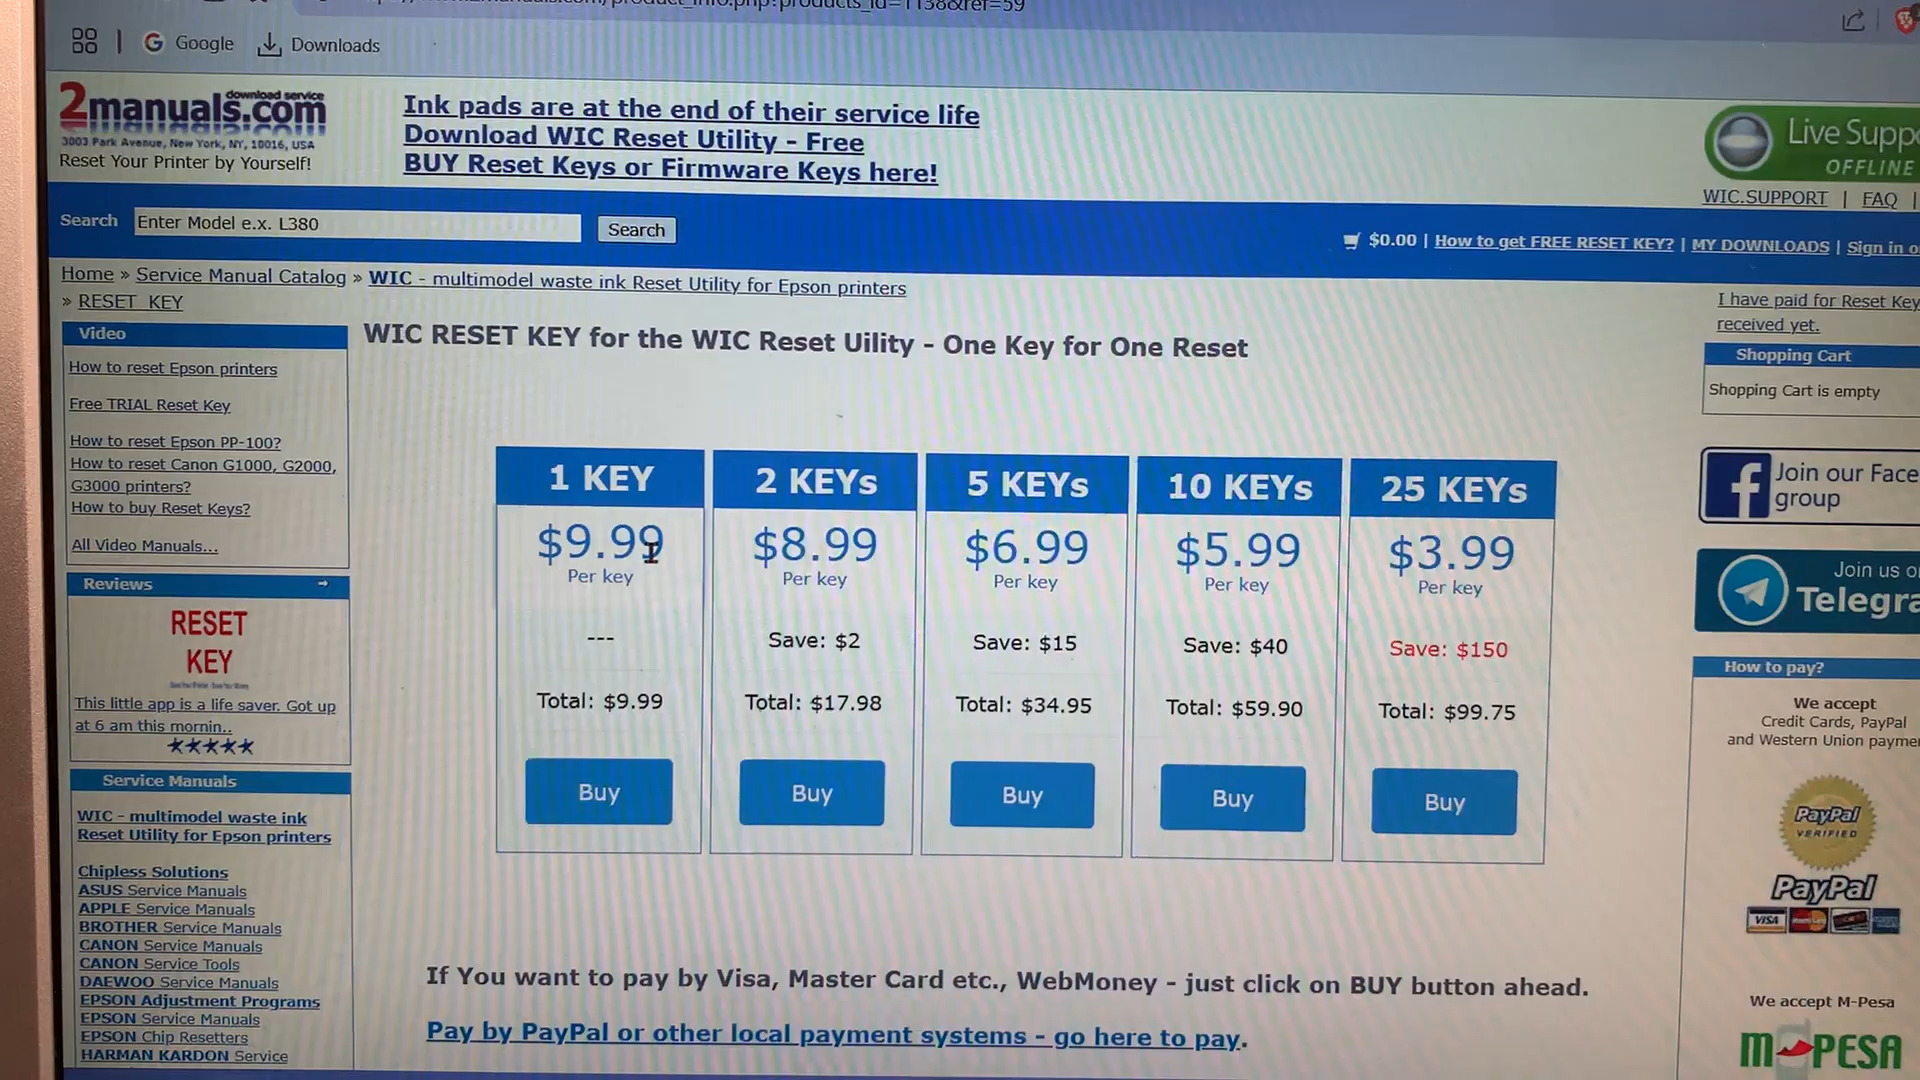 Google
Downloads
download service
2manuals.com
3003 Park Avenue, New York, NY, 10016, USA
Reset Your Printer by Yourself!
Ink pads are at the end of their service life
Download WIC Reset Utility - Free
BUY Reset Keys or Firmware Keys here!
Live Supp
OFFLINE
WIC.SUPPORT | FAQ |
Search
Enter Model e.x. L380
Search
$0.00 | How to get FREE RESET KEY? | MY DOWNLOADS | Sign in o
Home » Service Manual Catalog » WIC - multimodel waste ink Reset Utility for Epson printers
» RESET KEY
Video
How to reset Epson printers
Free TRIAL Reset Key
How to reset Epson PP-100?
How to reset Canon G1000, G2000,
G3000 printers?
How to buy Reset Keys?
All Video Manuals...
Reviews
RESET
KEY
This little app is a life saver. Got up
at 6 am this mornin..
Service Manuals
WIC - multimodel waste ink
Reset Utility for Epson printers
Chipless Solutions
ASUS Service Manuals
APPLE Service Manuals
BROTHER Service Manuals
CANON Service Manuals
CANON Service Tools
DAEWOO Service Manuals
EPSON Adjustment Programs
EPSON Service Manuals
EPSON Chip Resetters
HARMAN KARDON Service
WIC RESET KEY for the WIC Reset Uility - One Key for One Reset
1 KEY
$9.99
Per key
---
Total: $9.99
Buy
2 KEYs
$8.99
Per key
Save: $2
Total: $17.98
Buy
5 KEYs
$6.99
Per key
Save: $15
Total: $34.95
Buy
10 KEYs
$5.99
Per key
Save: $40
Total: $59.90
Buy
25 KEYs
$3.99
Per key
Save: $150
Total: $99.75
Buy
If You want to pay by Visa, Master Card etc., WebMoney - just click on BUY button ahead.
Pay by PayPal or other local payment systems - go here to pay.
I have paid for Reset Key
received yet.
Shopping Cart
Shopping Cart is empty
Join our Face
group
Join us o
Telegra
How to pay?
We accept
Credit Cards, PayPal
and Western Union payme
PayPal
VERIFIED
PayPal
VISA
We accept M-Pesa
M-PESA